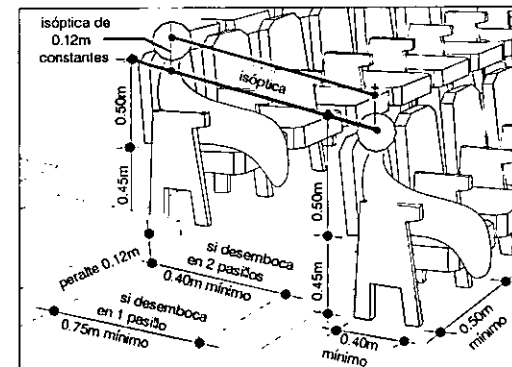 isóptica de
0.12m
constantes
isóptica
0.50m
0.45m
0.50m
0.45m
peralte 0.12m
si desemboca
en 2 pasillos
0.40m mínimo
si desemboca
en 1 pasillo
0.75m mínimo
0.40m
mínimo
0.50m
mínimo